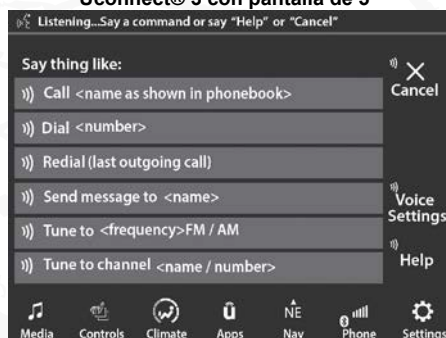 Uconnect® 5 con pantalla de 5"
Listening...Say a command or say “Help” or “Cancel”
Say thing like:
Cancel
Call <name as shown in phonebook>
Dial <number>
Redial (last outgoing call)
Send message to <name>
Voice Settings
Tune to <frequency>FM / AM
Help
Tune to channel <name / number>
û
NE
Media Controls Climate Apps Nav Phone Settings